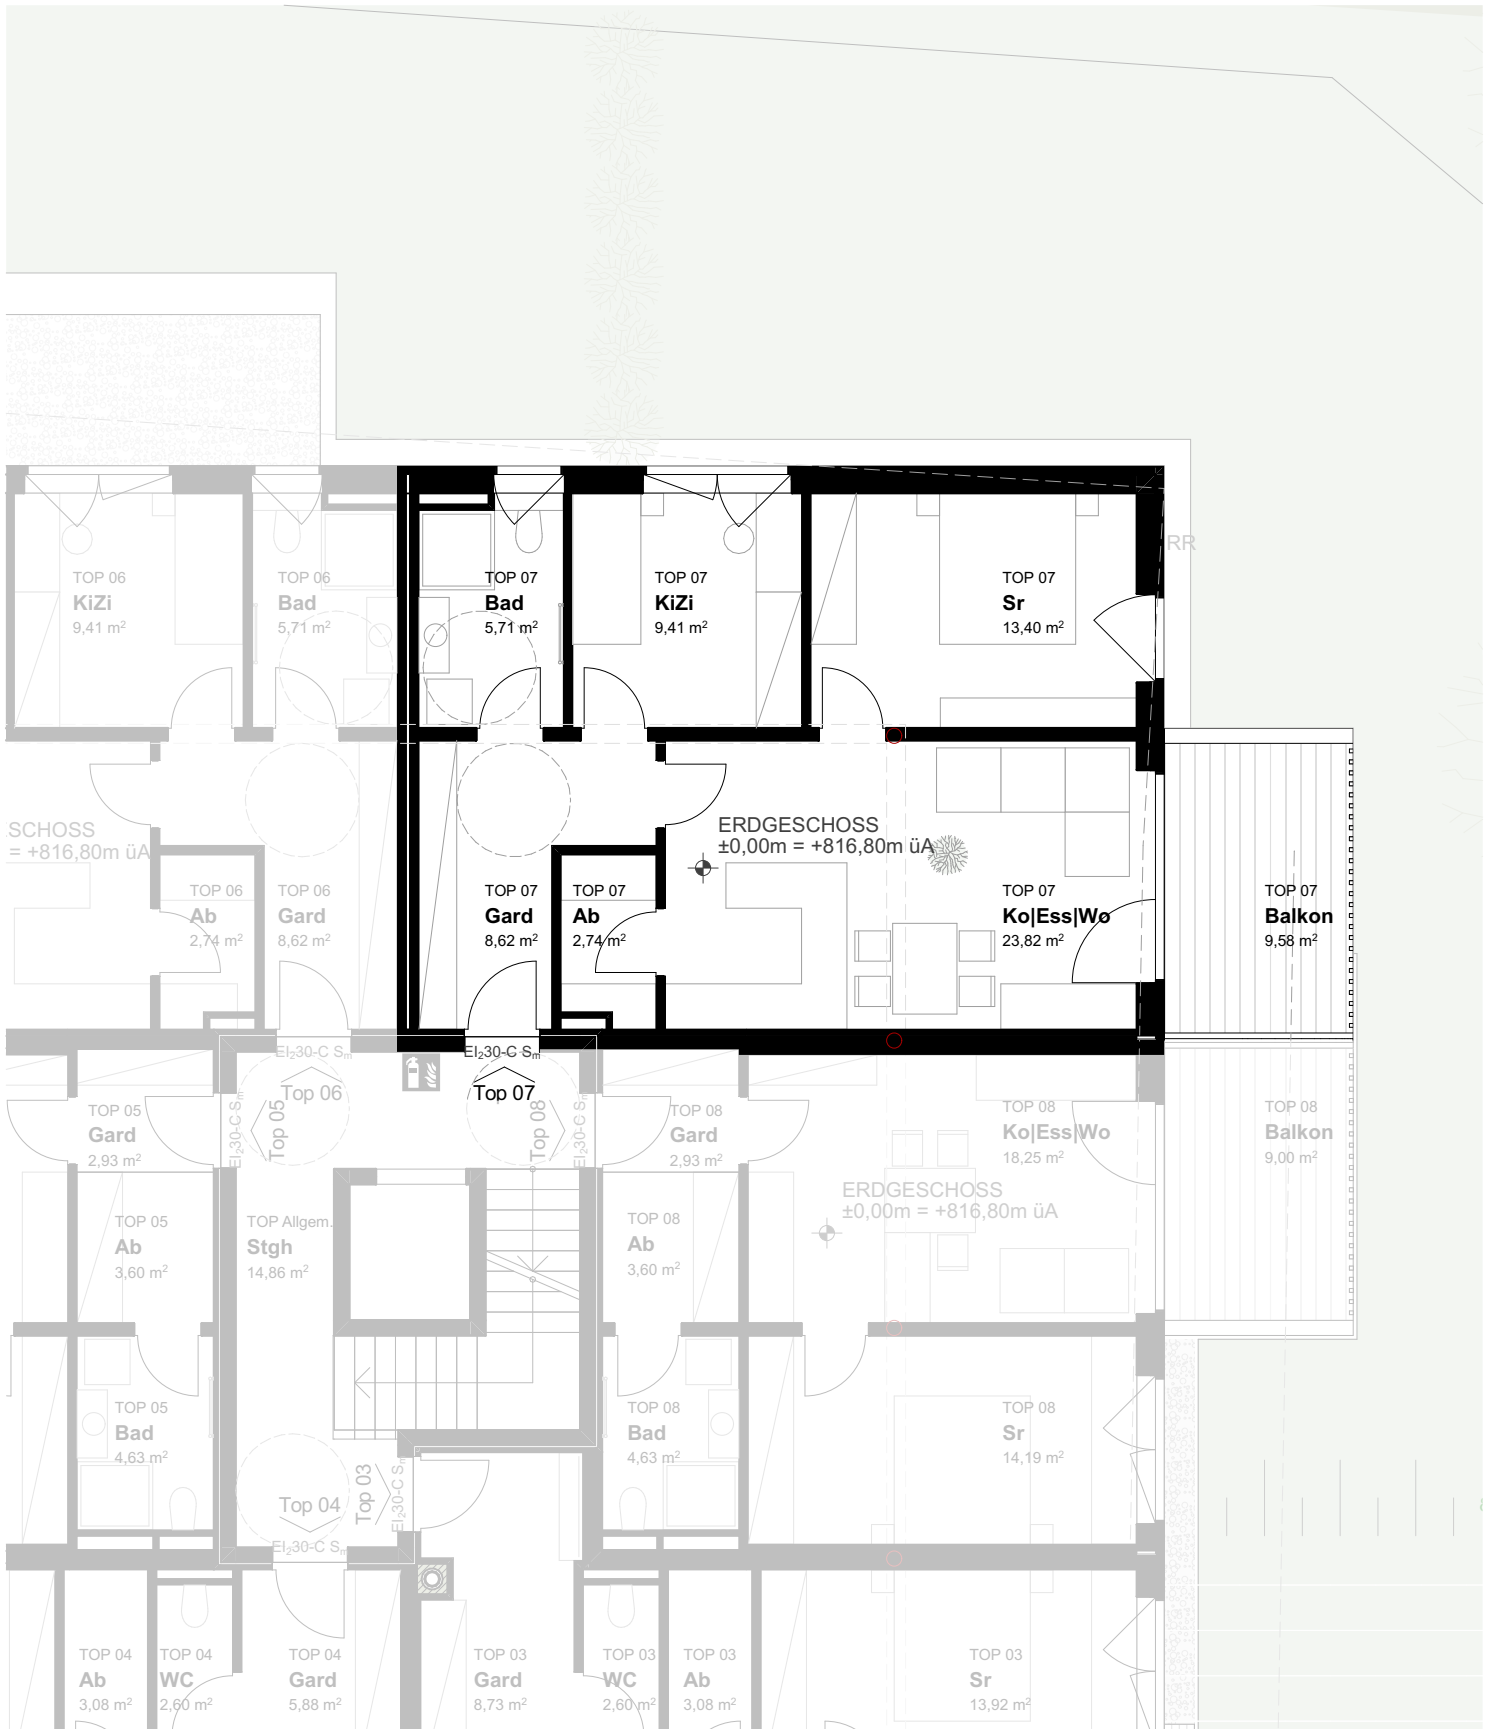 RR
TOP 06
KiZi
9,41 m²
TOP 06
Bad
5,71 m²
TOP 07
Bad
5,71 m²
TOP 07
KiZi
9,41 m²
TOP 07
Sr
13,40 m²
SCHOSS
= +816,80m üA
ERDGESCHOSS
±0,00m = +816,80m üA
TOP 06
Ab
2,74 m²
TOP 06
Gard
8,62 m²
TOP 07
Gard
8,62 m²
TOP 07
Ab
2,74 m²
TOP 07
Ko|Ess|Wo
23,82 m²
TOP 07
Balkon
9,58 m²
EI₂30-C Sₘ
Top 06
EI₂30-C Sₘ
Top 07
EI₂30-C Sₘ
Top 05
Top 08
EI₂30-C Sₘ
TOP 05
Gard
2,93 m²
TOP 08
Gard
2,93 m²
TOP 08
Ko|Ess|Wo
18,25 m²
TOP 08
Balkon
9,00 m²
ERDGESCHOSS
±0,00m = +816,80m üA
TOP 05
Ab
3,60 m²
TOP Allgem.
Stgh
14,86 m²
TOP 08
Ab
3,60 m²
TOP 05
Bad
4,63 m²
TOP 08
Bad
4,63 m²
TOP 08
Sr
14,19 m²
Top 04
EI₂30-C Sₘ
Top 03
EI₂30-C Sₘ
TOP 04
Ab
3,08 m²
TOP 04
WC
2,60 m²
TOP 04
Gard
5,88 m²
TOP 03
Gard
8,73 m²
TOP 03
WC
2,60 m²
TOP 03
Ab
3,08 m²
TOP 03
Sr
13,92 m²